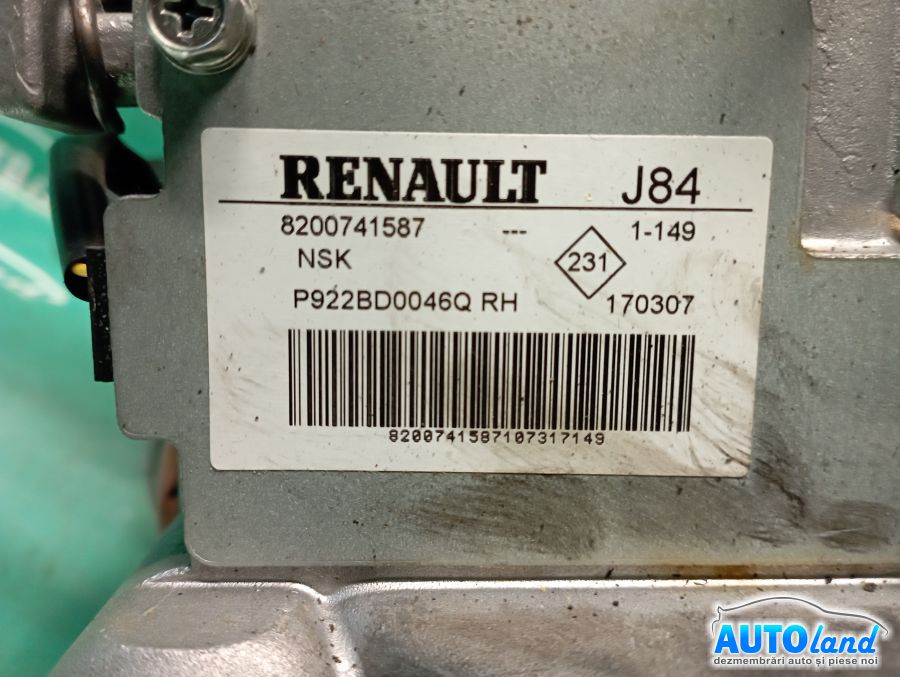 RENAULT J84
8200741587 --- 1-149
NSK 231
P922BD0046Q RH 170307
8200741587107317149
AUTOland
dezmembrări auto și piese noi